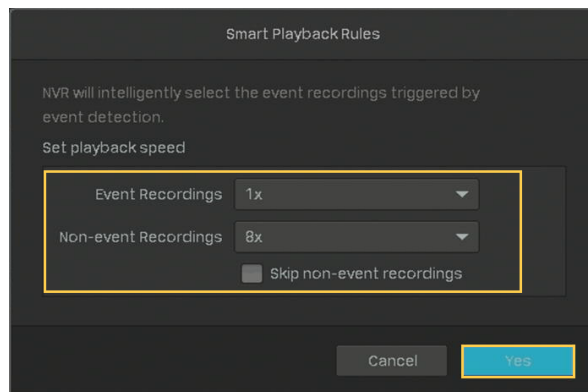 Smart Playback Rules
NVR will intelligently select the event recordings triggered by
event detection.
Set playback speed
Event Recordings 1x
Non-event Recordings 8x
Skip non-event recordings
Cancel Yes